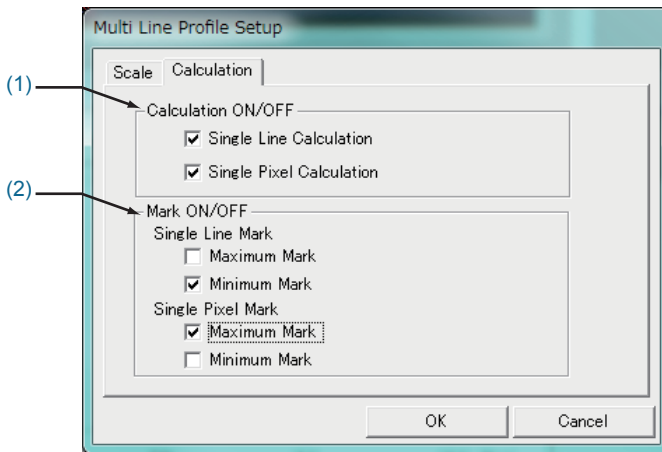 Multi Line Profile Setup
Scale Calculation
(1)
Calculation ON/OFF
Single Line Calculation
Single Pixel Calculation
(2)
Mark ON/OFF
Single Line Mark
Maximum Mark
Minimum Mark
Single Pixel Mark
Maximum Mark
Minimum Mark
OK Cancel